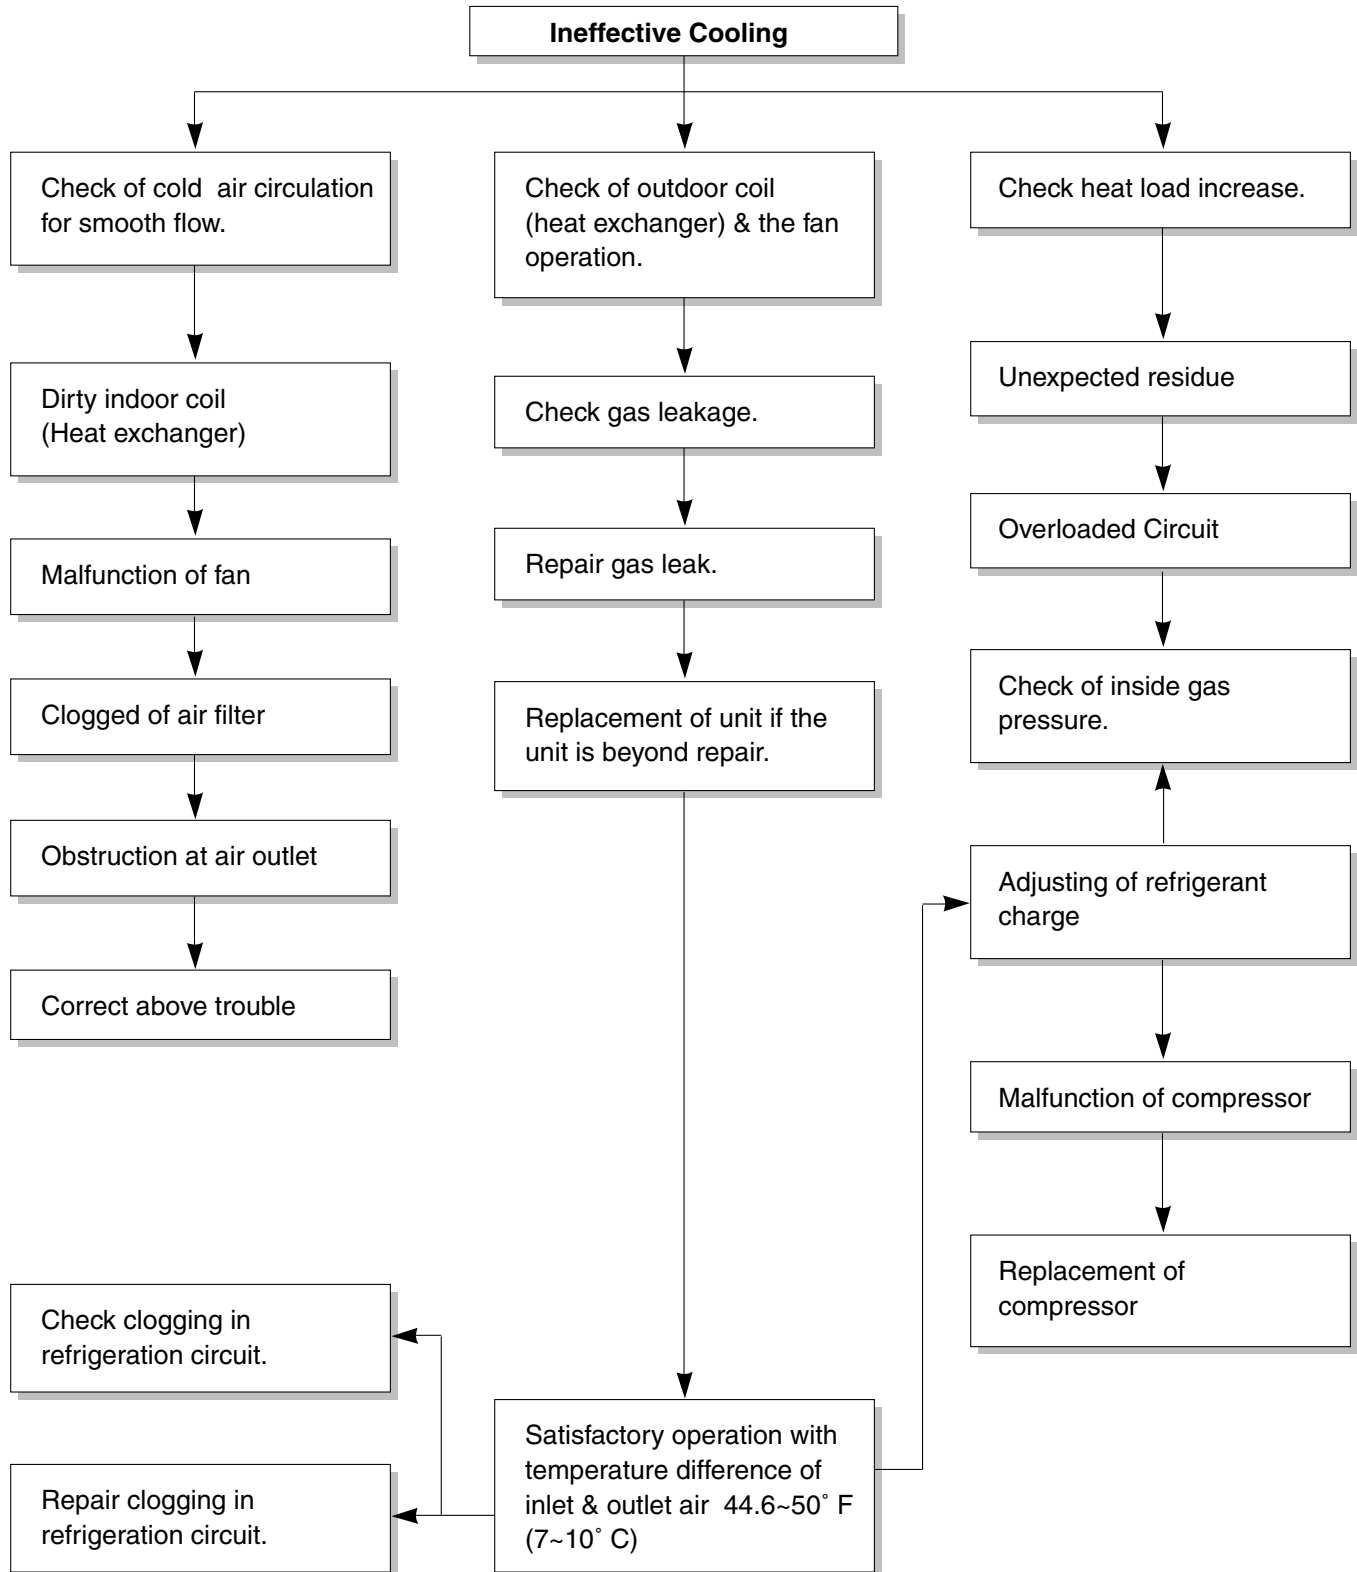 Ineffective Cooling
Check of cold air circulation
for smooth flow.
Dirty indoor coil
(Heat exchanger)
Malfunction of fan
Clogged of air filter
Obstruction at air outlet
Correct above trouble
Check clogging in
refrigeration circuit.
Repair clogging in
refrigeration circuit.
Check of outdoor coil
(heat exchanger) & the fan
operation.
Check gas leakage.
Repair gas leak.
Replacement of unit if the
unit is beyond repair.
Satisfactory operation with
temperature difference of
inlet & outlet air 44.6~50˚ F
(7~10˚ C)
Check heat load increase.
Unexpected residue
Overloaded Circuit
Check of inside gas
pressure.
Adjusting of refrigerant
charge
Malfunction of compressor
Replacement of
compressor